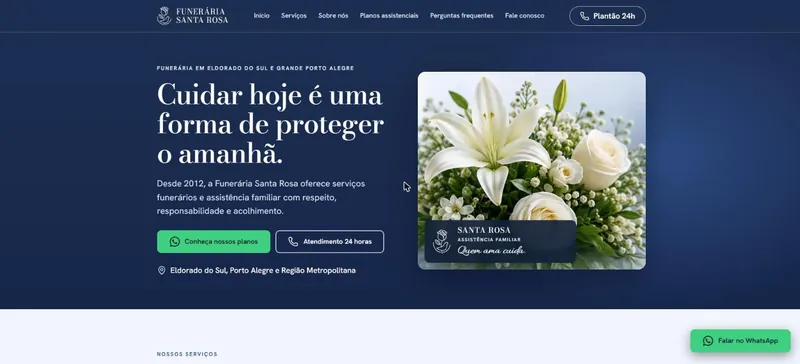 FUNERÁRIA
SANTA ROSA
Início
Serviços
Sobre nós
Planos assistenciais
Perguntas frequentes
Fale conosco
Plantão 24h
FUNERÁRIA EM ELDORADO DO SUL E GRANDE PORTO ALEGRE
Cuidar hoje é uma
forma de proteger
o amanhã.
Desde 2012, a Funerária Santa Rosa oferece serviços
funerários e assistência familiar com respeito,
responsabilidade e acolhimento.
Conheça nossos planos
Atendimento 24 horas
Eldorado do Sul, Porto Alegre e Região Metropolitana
SANTA ROSA
ASSISTÊNCIA FAMILIAR
Quem ama cuida.
NOSSOS SERVIÇOS
Falar no WhatsApp